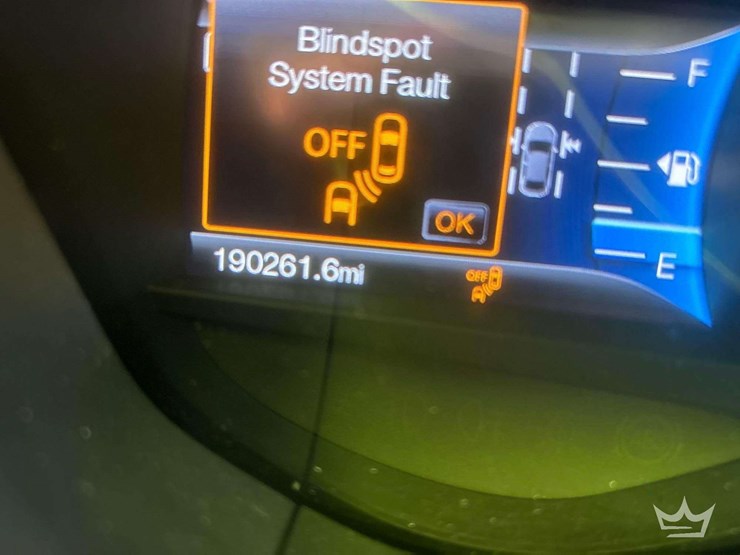 Blindspot
System Fault
OFF
OK
F
E
190261.6mi
OFF